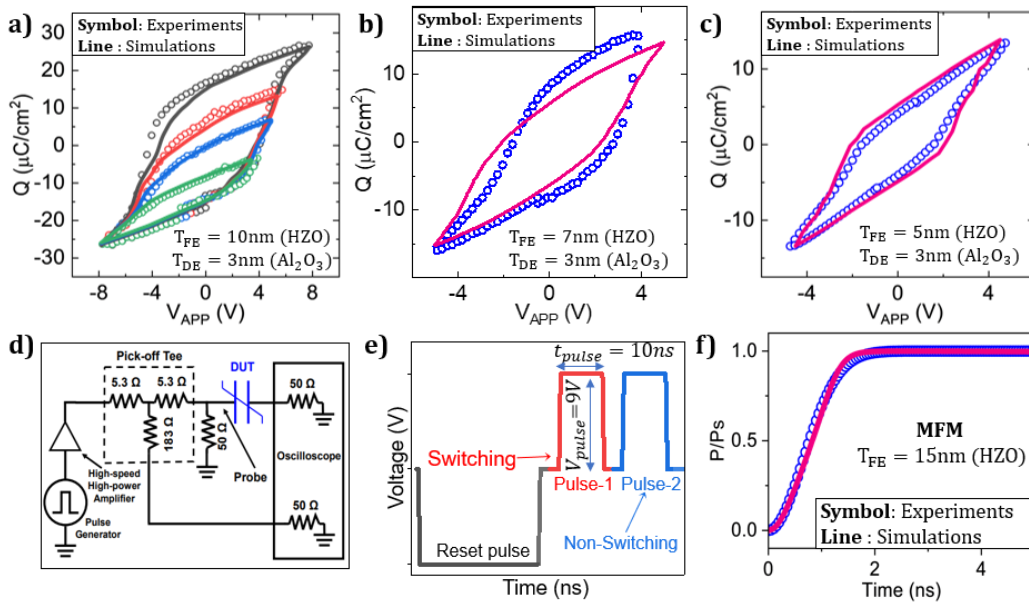 a)
Symbol: Experiments
Line : Simulations
Q (μC/cm²)
30
20
10
0
-10
-20
-30
-8
-4
0
4
8
V_APP (V)
T_FE = 10nm (HZO)
T_DE = 3nm (Al₂O₃)
b)
Symbol: Experiments
Line : Simulations
Q (μC/cm²)
10
0
-10
-4
-2
0
2
4
V_APP (V)
T_FE = 7nm (HZO)
T_DE = 3nm (Al₂O₃)
c)
Symbol: Experiments
Line : Simulations
Q (μC/cm²)
10
0
-10
-4
0
4
V_APP (V)
T_FE = 5nm (HZO)
T_DE = 3nm (Al₂O₃)
d)
Pick-off Tee
5.3 Ω
5.3 Ω
183 Ω
50 Ω
DUT
50 Ω
Oscilloscope
Probe
50 Ω
High-speed
High-power
Amplifier
Pulse
Generator
e)
Voltage (V)
t_pulse = 10ns
V_pulse=9V
Switching
Pulse-1
Pulse-2
Non-Switching
Reset pulse
Time (ns)
f)
P/Ps
1.0
0.5
0.0
MFM
T_FE = 15nm (HZO)
Symbol: Experiments
Line : Simulations
0
2
4
Time (ns)